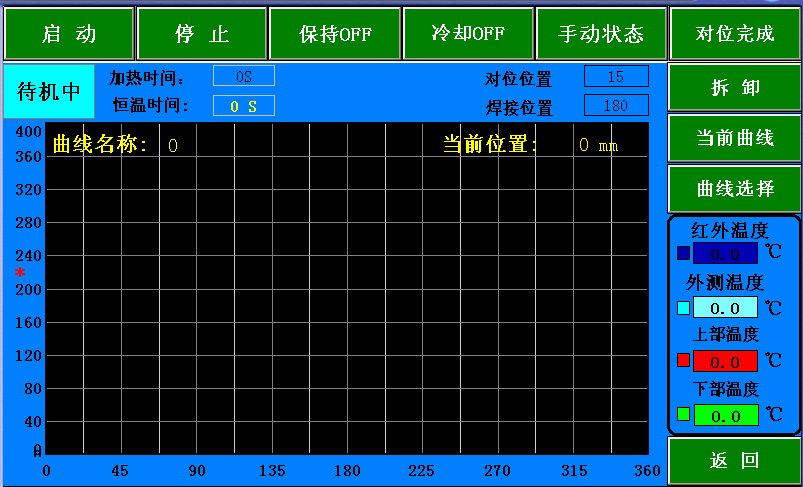 启 动 停 止 保持OFF 冷却OFF 手动状态 对位完成
待机中 加热时间: 0S 对位位置 15 拆 卸
恒温时间: 0 S 焊接位置 180
曲线名称: 0 当前位置: 0 mm 当前曲线
曲线选择
400
360
320
280
240
*
200
160
120
80
40
0
0 45 90 135 180 225 270 315 360
红外温度
0.0 ℃
外测温度
0.0 ℃
上部温度
0.0 ℃
下部温度
0.0 ℃
返 回